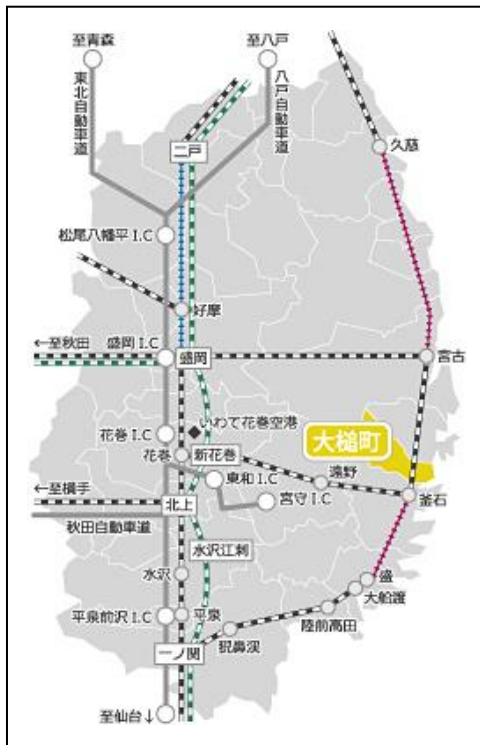 至青森
至八戸
東北自動車道
八戸自動車道
二戸
久慈
松尾八幡平 I.C
好摩
←至秋田
盛岡 I.C
盛岡
宮古
いわて花巻空港
花巻 I.C
大槌町
花巻
新花巻
遠野
東和 I.C
←至横手
宮守 I.C
釜石
北上
秋田自動車道
水沢江刺
水沢
盛
大船渡
平泉前沢 I.C
平泉
陸前高田
猊鼻渓
一ノ関
至仙台↓